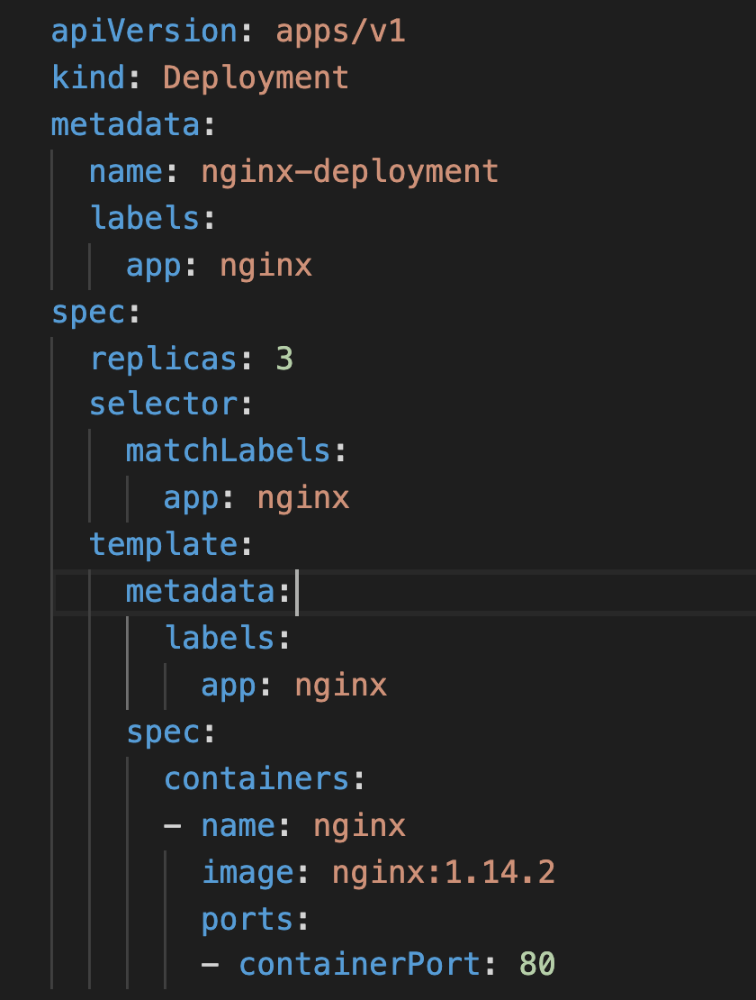 apiVersion: apps/v1
kind: Deployment
metadata:
  name: nginx-deployment
  labels:
    app: nginx
spec:
  replicas: 3
  selector:
    matchLabels:
      app: nginx
  template:
    metadata:
      labels:
        app: nginx
    spec:
      containers:
      - name: nginx
        image: nginx:1.14.2
        ports:
        - containerPort: 80